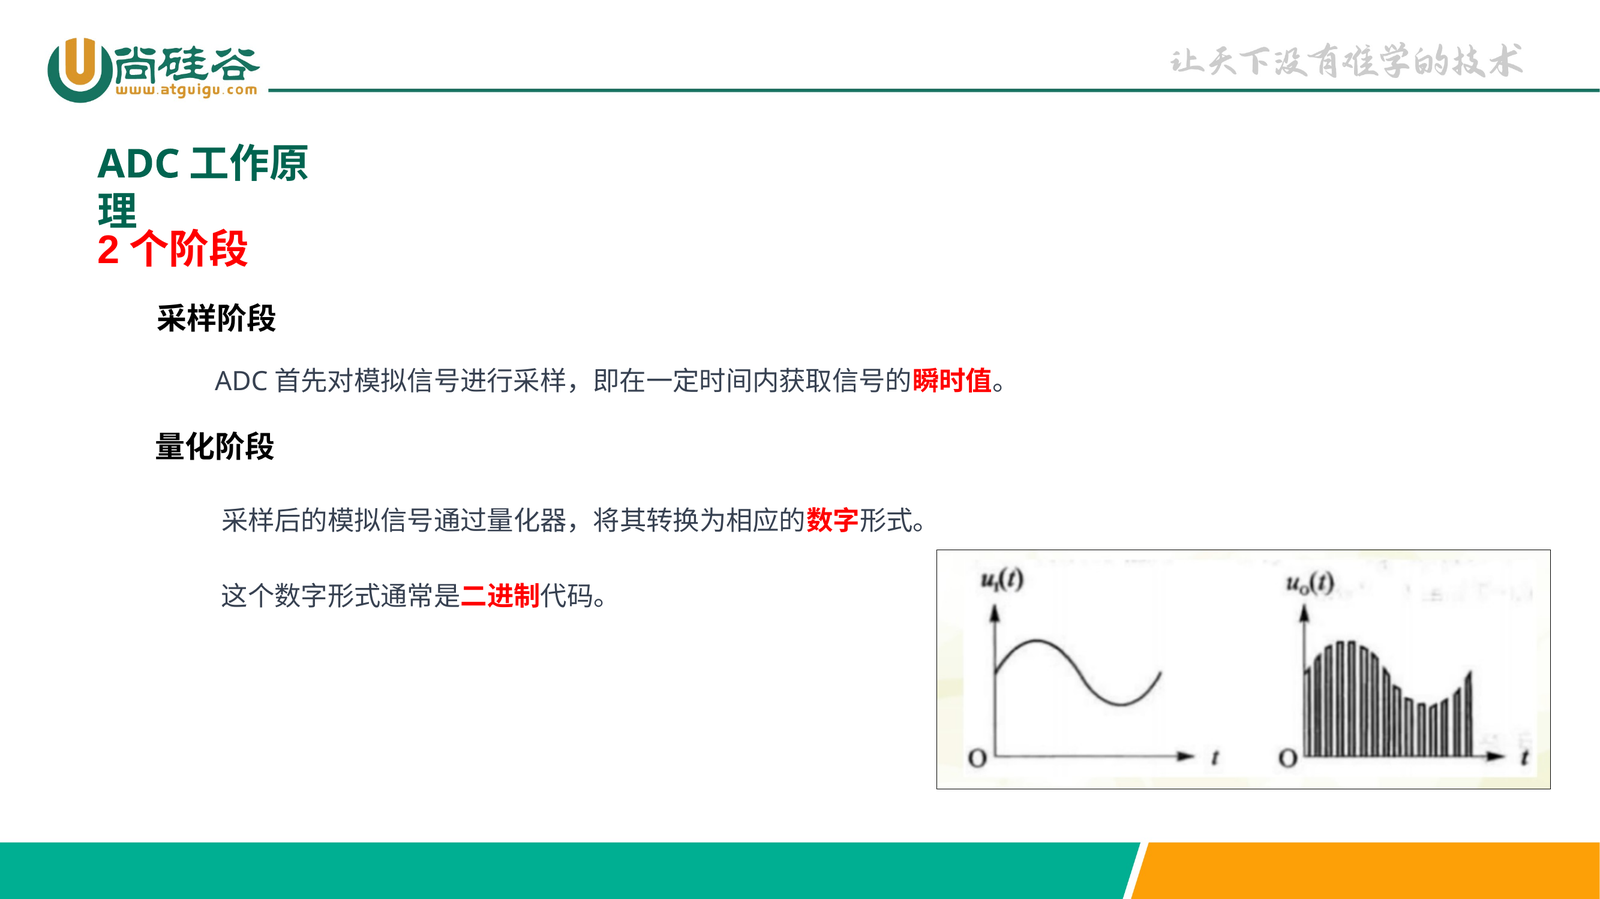 尚硅谷
www.atguigu.com
让天下没有难学的技术
ADC 工作原
理
2 个阶段
采样阶段
ADC 首先对模拟信号进行采样，即在一定时间内获取信号的瞬时值。
量化阶段
采样后的模拟信号通过量化器，将其转换为相应的数字形式。
这个数字形式通常是二进制代码。
uI(t)
uO(t)
O
t
O
t